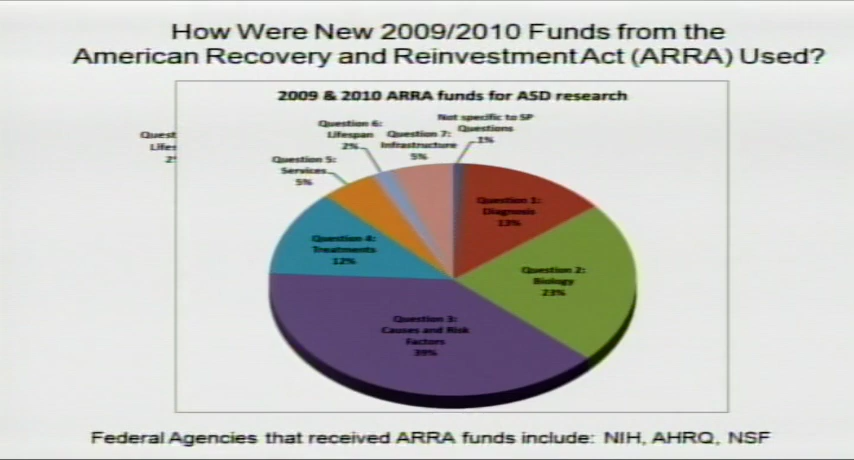 How Were New 2009/2010 Funds from the
American Recovery and Reinvestment Act (ARRA) Used?
2009 & 2010 ARRA funds for ASD research
Not specific to SP
Questions
1%
Question 6:
Lifespan
2%
Question 7:
Infrastructure
5%
Quest
Lifes
2
Question 5:
Services
5%
Question 1:
Diagnosis
13%
Question 4:
Treatments
12%
Question 2:
Biology
23%
Question 3:
Causes and Risk
Factors
39%
Federal Agencies that received ARRA funds include: NIH, AHRQ, NSF